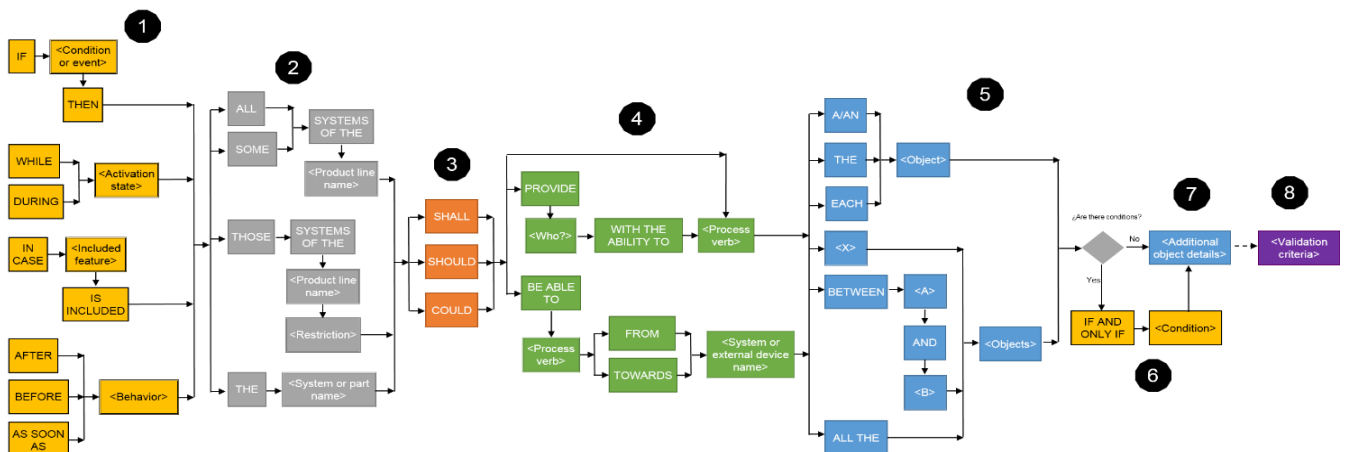 1
IF
<Condition
or event>
THEN
WHILE
DURING
<Activation
state>
IN
CASE
<Included
feature>
IS
INCLUDED
AFTER
BEFORE
AS SOON
AS
<Behavior>
2
ALL
SOME
SYSTEMS
OF THE
<Product line
name>
THOSE
SYSTEMS
OF THE
<Product line
name>
<Restriction>
THE
<System or part
name>
3
SHALL
SHOULD
COULD
4
PROVIDE
<Who?>
WITH THE
ABILITY TO
<Process
verb>
BE ABLE
TO
<Process
verb>
FROM
TOWARDS
<System or
external device
name>
5
A/AN
THE
EACH
<Object>
<X>
BETWEEN
<A>
AND
<B>
ALL THE
<Objects>
¿Are there conditions?
No
Yes
6
IF AND
ONLY IF
<Condition>
7
<Additional
object details>
8
<Validation
criteria>